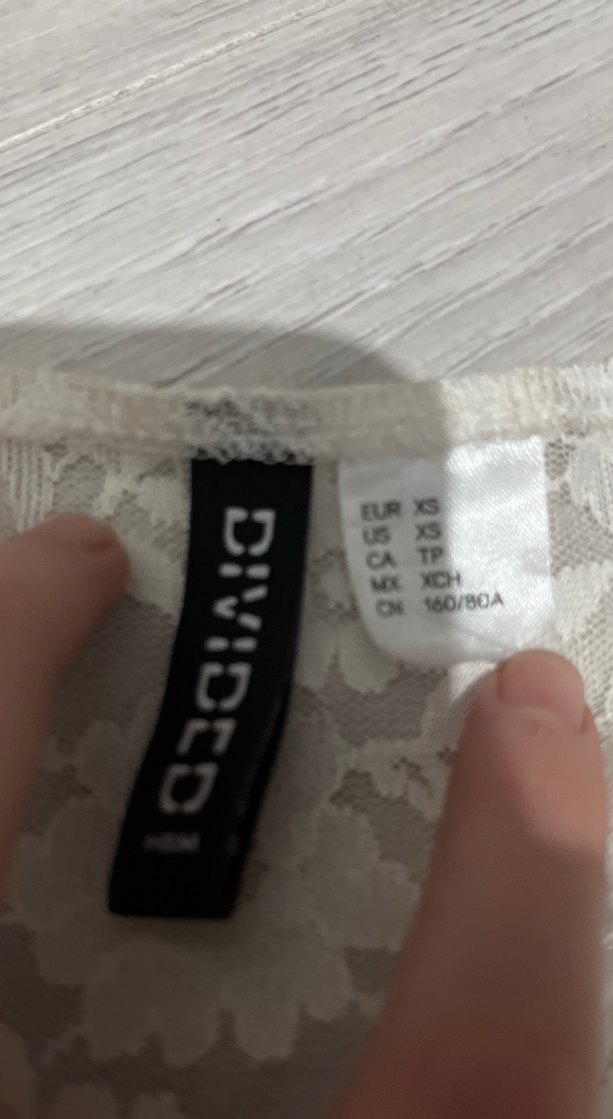 DIVIDED
H&M
EUR XS
US XS
CA TP
MX XCH
CN 160/80A